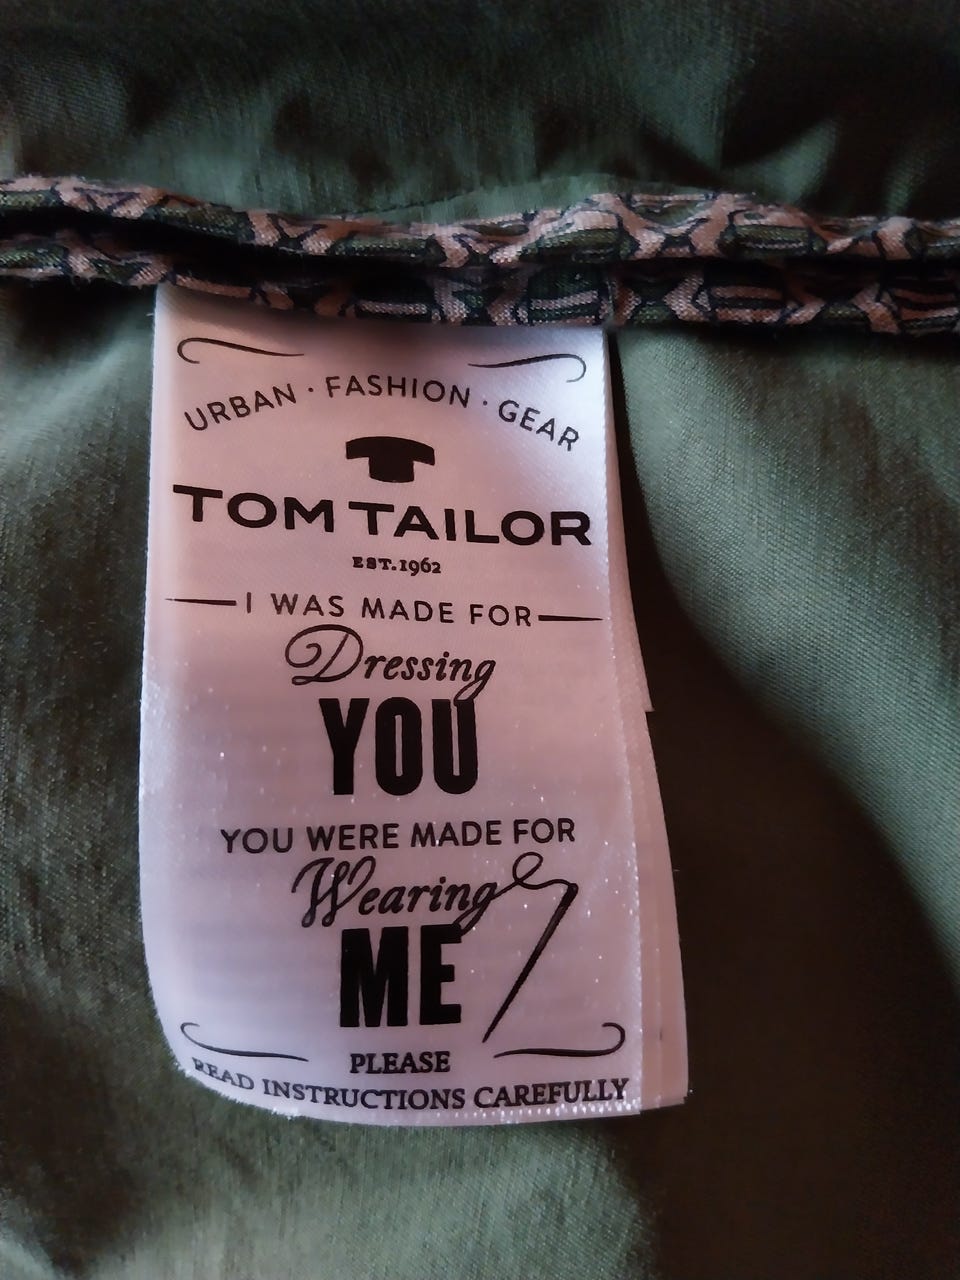 URBAN · FASHION · GEAR
TOM TAILOR
EST.1962
I WAS MADE FOR
Dressing
YOU
YOU WERE MADE FOR
Wearing
ME
PLEASE
READ INSTRUCTIONS CAREFULLY